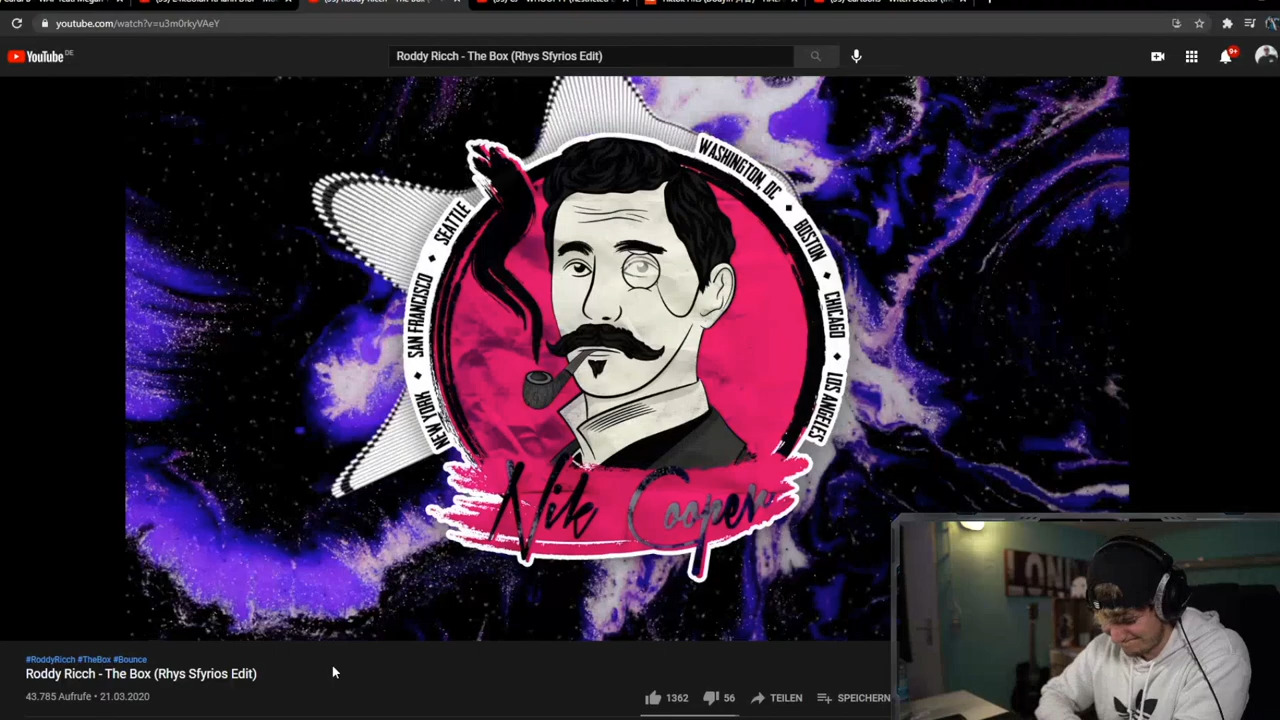 youtube.com/watch?v=u3m0rkyVAeY
YouTube DE
Roddy Ricch - The Box (Rhys Sfyrios Edit)
9+
WASHINGTON, DC
BOSTON
CHICAGO
LOS ANGELES
SEATTLE
SAN FRANCISCO
NEW YORK
Nik Cooper
#RoddyRicch #TheBox #Bounce
Roddy Ricch - The Box (Rhys Sfyrios Edit)
43.785 Aufrufe • 21.03.2020
1362
56
TEILEN
SPEICHERN